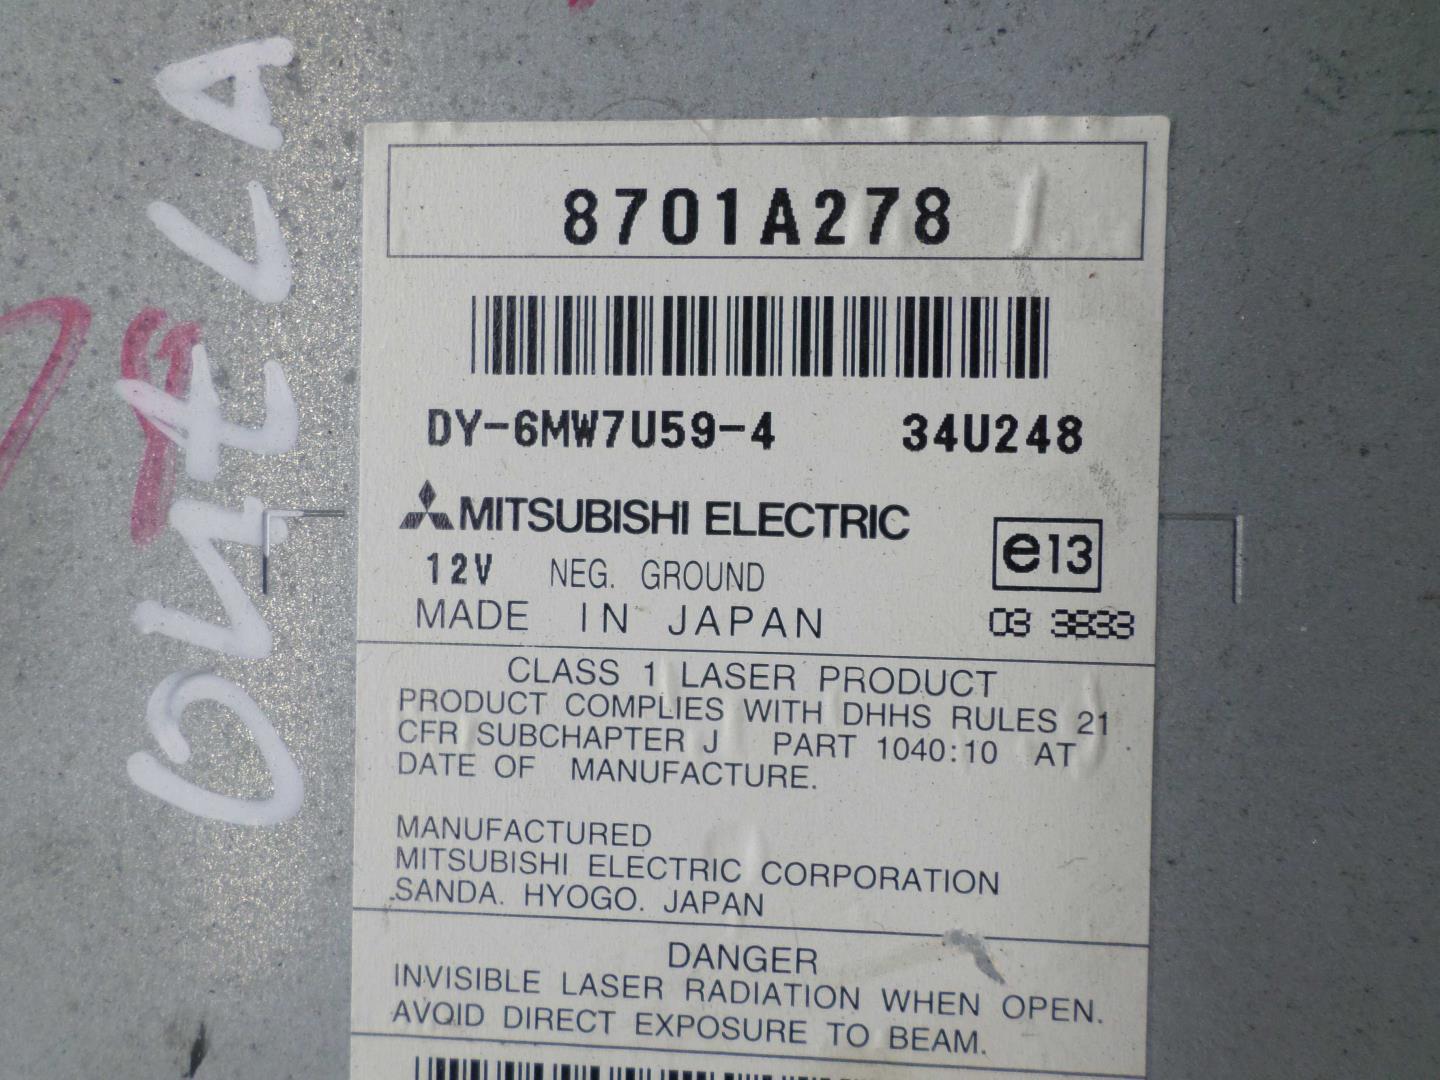 8701A278
DY-6MW7U59-4 34U248
MITSUBISHI ELECTRIC
e13
12V NEG. GROUND
MADE IN JAPAN
03 3833
CLASS 1 LASER PRODUCT
PRODUCT COMPLIES WITH DHHS RULES 21
CFR SUBCHAPTER J PART 1040:10 AT
DATE OF MANUFACTURE.
MANUFACTURED
MITSUBISHI ELECTRIC CORPORATION
SANDA. HYOGO. JAPAN
DANGER
INVISIBLE LASER RADIATION WHEN OPEN.
AVOID DIRECT EXPOSURE TO BEAM.